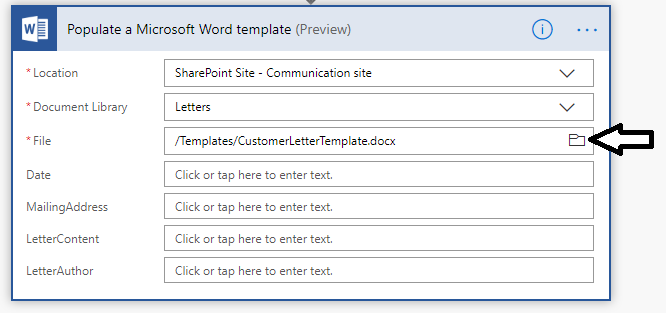 Populate a Microsoft Word template (Preview)
* Location SharePoint Site - Communication site
* Document Library Letters
* File /Templates/CustomerLetterTemplate.docx
Date Click or tap here to enter text.
MailingAddress Click or tap here to enter text.
LetterContent Click or tap here to enter text.
LetterAuthor Click or tap here to enter text.